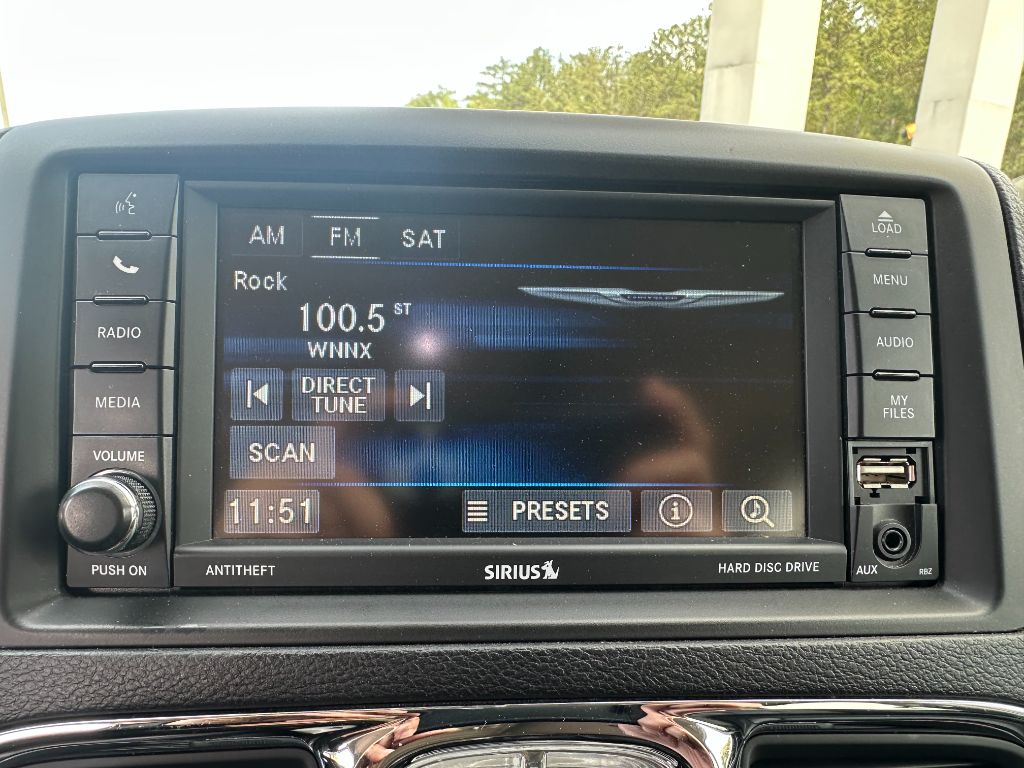 AM FM SAT
Rock
100.5 ST
WNNX
DIRECT
TUNE
SCAN
11:51
PRESETS
RADIO
MEDIA
VOLUME
PUSH ON
LOAD
MENU
AUDIO
MY
FILES
AUX
RBZ
ANTITHEFT
SIRIUS
HARD DISC DRIVE